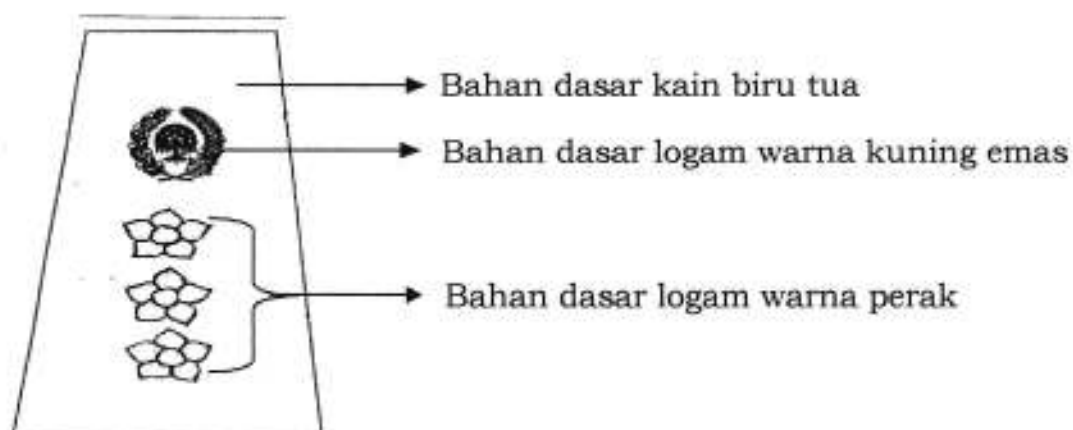 Bahan dasar kain biru tua
Bahan dasar logam warna kuning emas
Bahan dasar logam warna perak